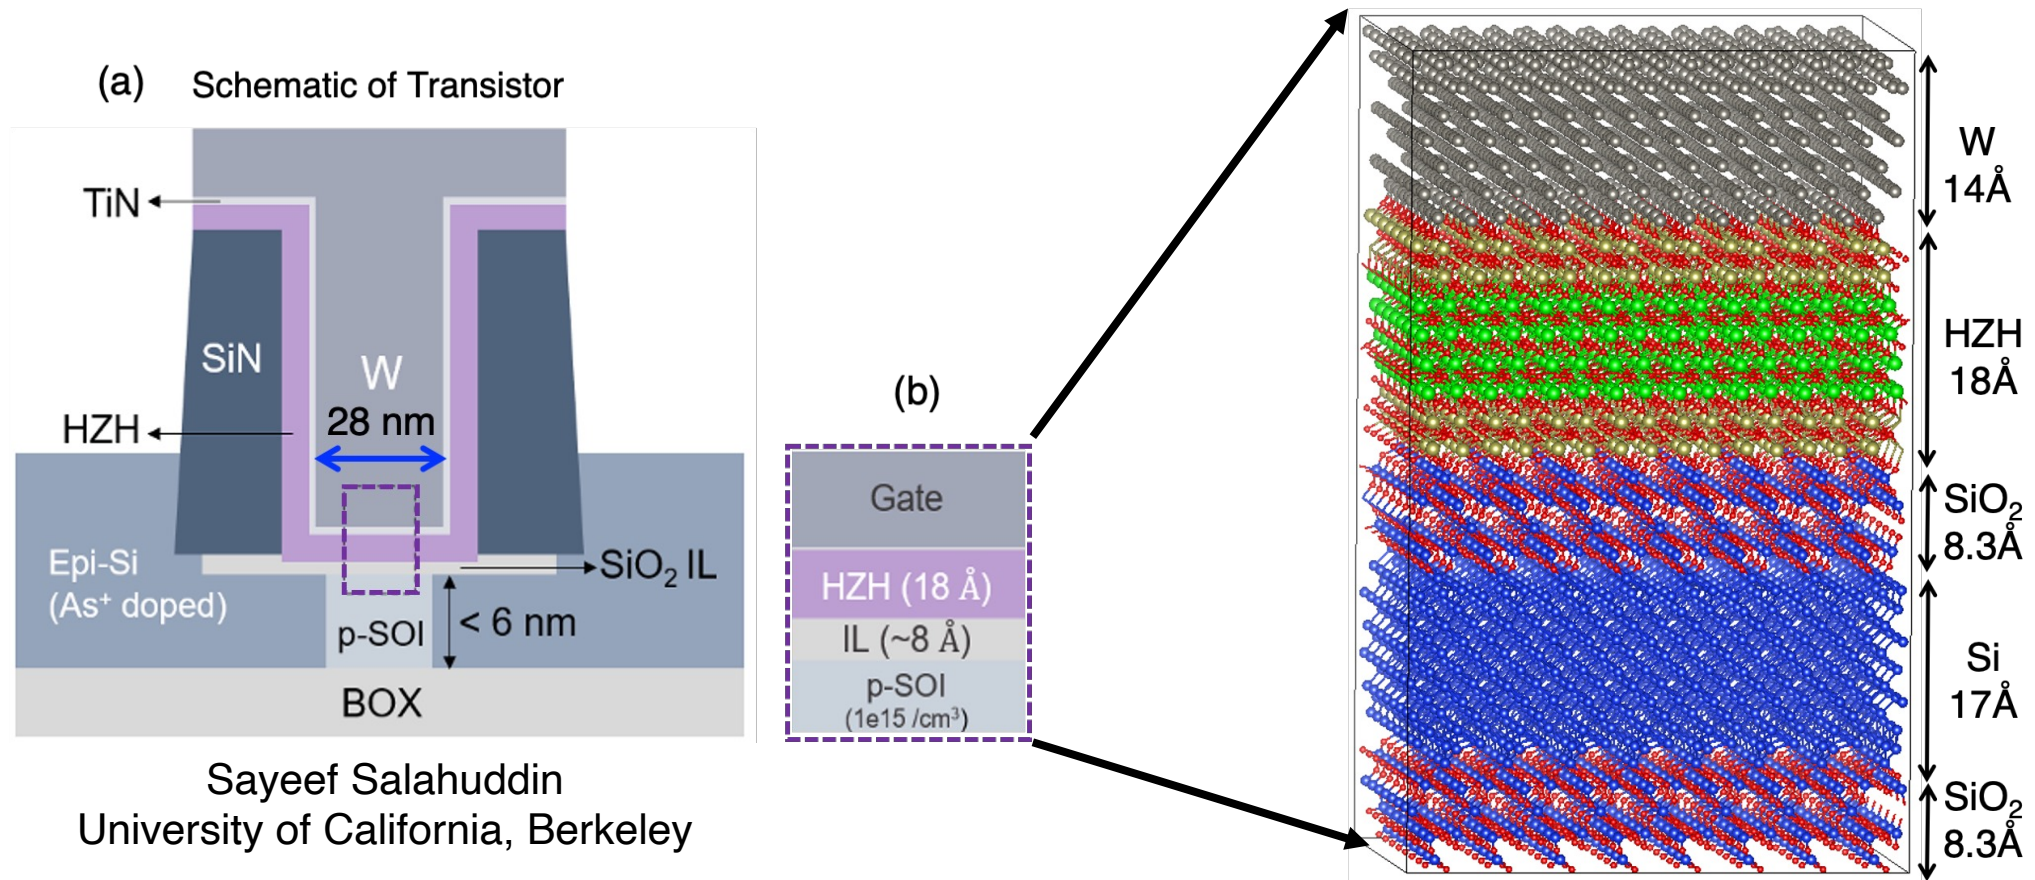 (a) Schematic of Transistor
TiN
SiN
W
28 nm
HZH
Epi-Si
(As⁺ doped)
SiO₂ IL
p-SOI
< 6 nm
BOX
Sayeef Salahuddin
University of California, Berkeley
(b)
Gate
HZH (18 Å)
IL (~8 Å)
p-SOI
(1e15 /cm³)
W
14Å
HZH
18Å
SiO₂
8.3Å
Si
17Å
SiO₂
8.3Å